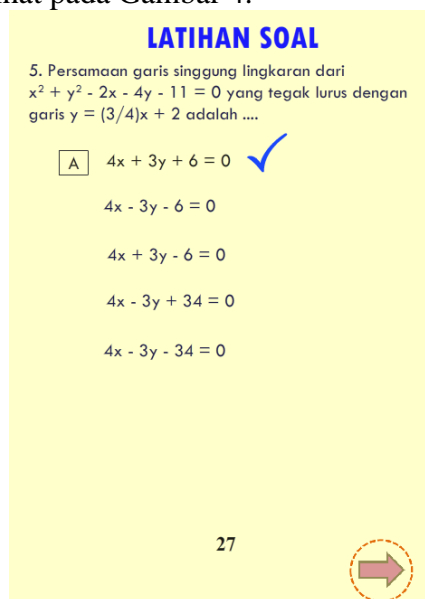 LATIHAN SOAL
5. Persamaan garis singgung lingkaran dari
x² + y² - 2x - 4y - 11 = 0 yang tegak lurus dengan
garis y = (3/4)x + 2 adalah ....
A 4x + 3y + 6 = 0
4x - 3y - 6 = 0
4x + 3y - 6 = 0
4x - 3y + 34 = 0
4x - 3y - 34 = 0
27